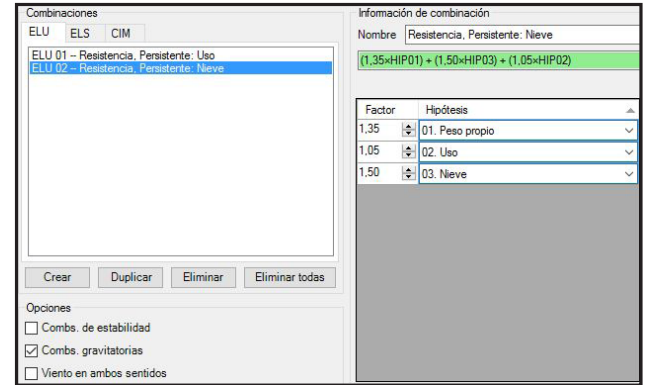 Combinaciones
ELU ELS CIM
ELU 01 – Resistencia, Persistente: Uso
ELU 02 – Resistencia, Persistente: Nieve
Crear Duplicar Eliminar Eliminar todas
Opciones
Combs. de estabilidad
Combs. gravitatorias
Viento en ambos sentidos
Información de combinación
Nombre Resistencia, Persistente: Nieve
(1,35×HIP01) + (1,50×HIP03) + (1,05×HIP02)
Factor Hipótesis
1,35 01. Peso propio
1,05 02. Uso
1,50 03. Nieve